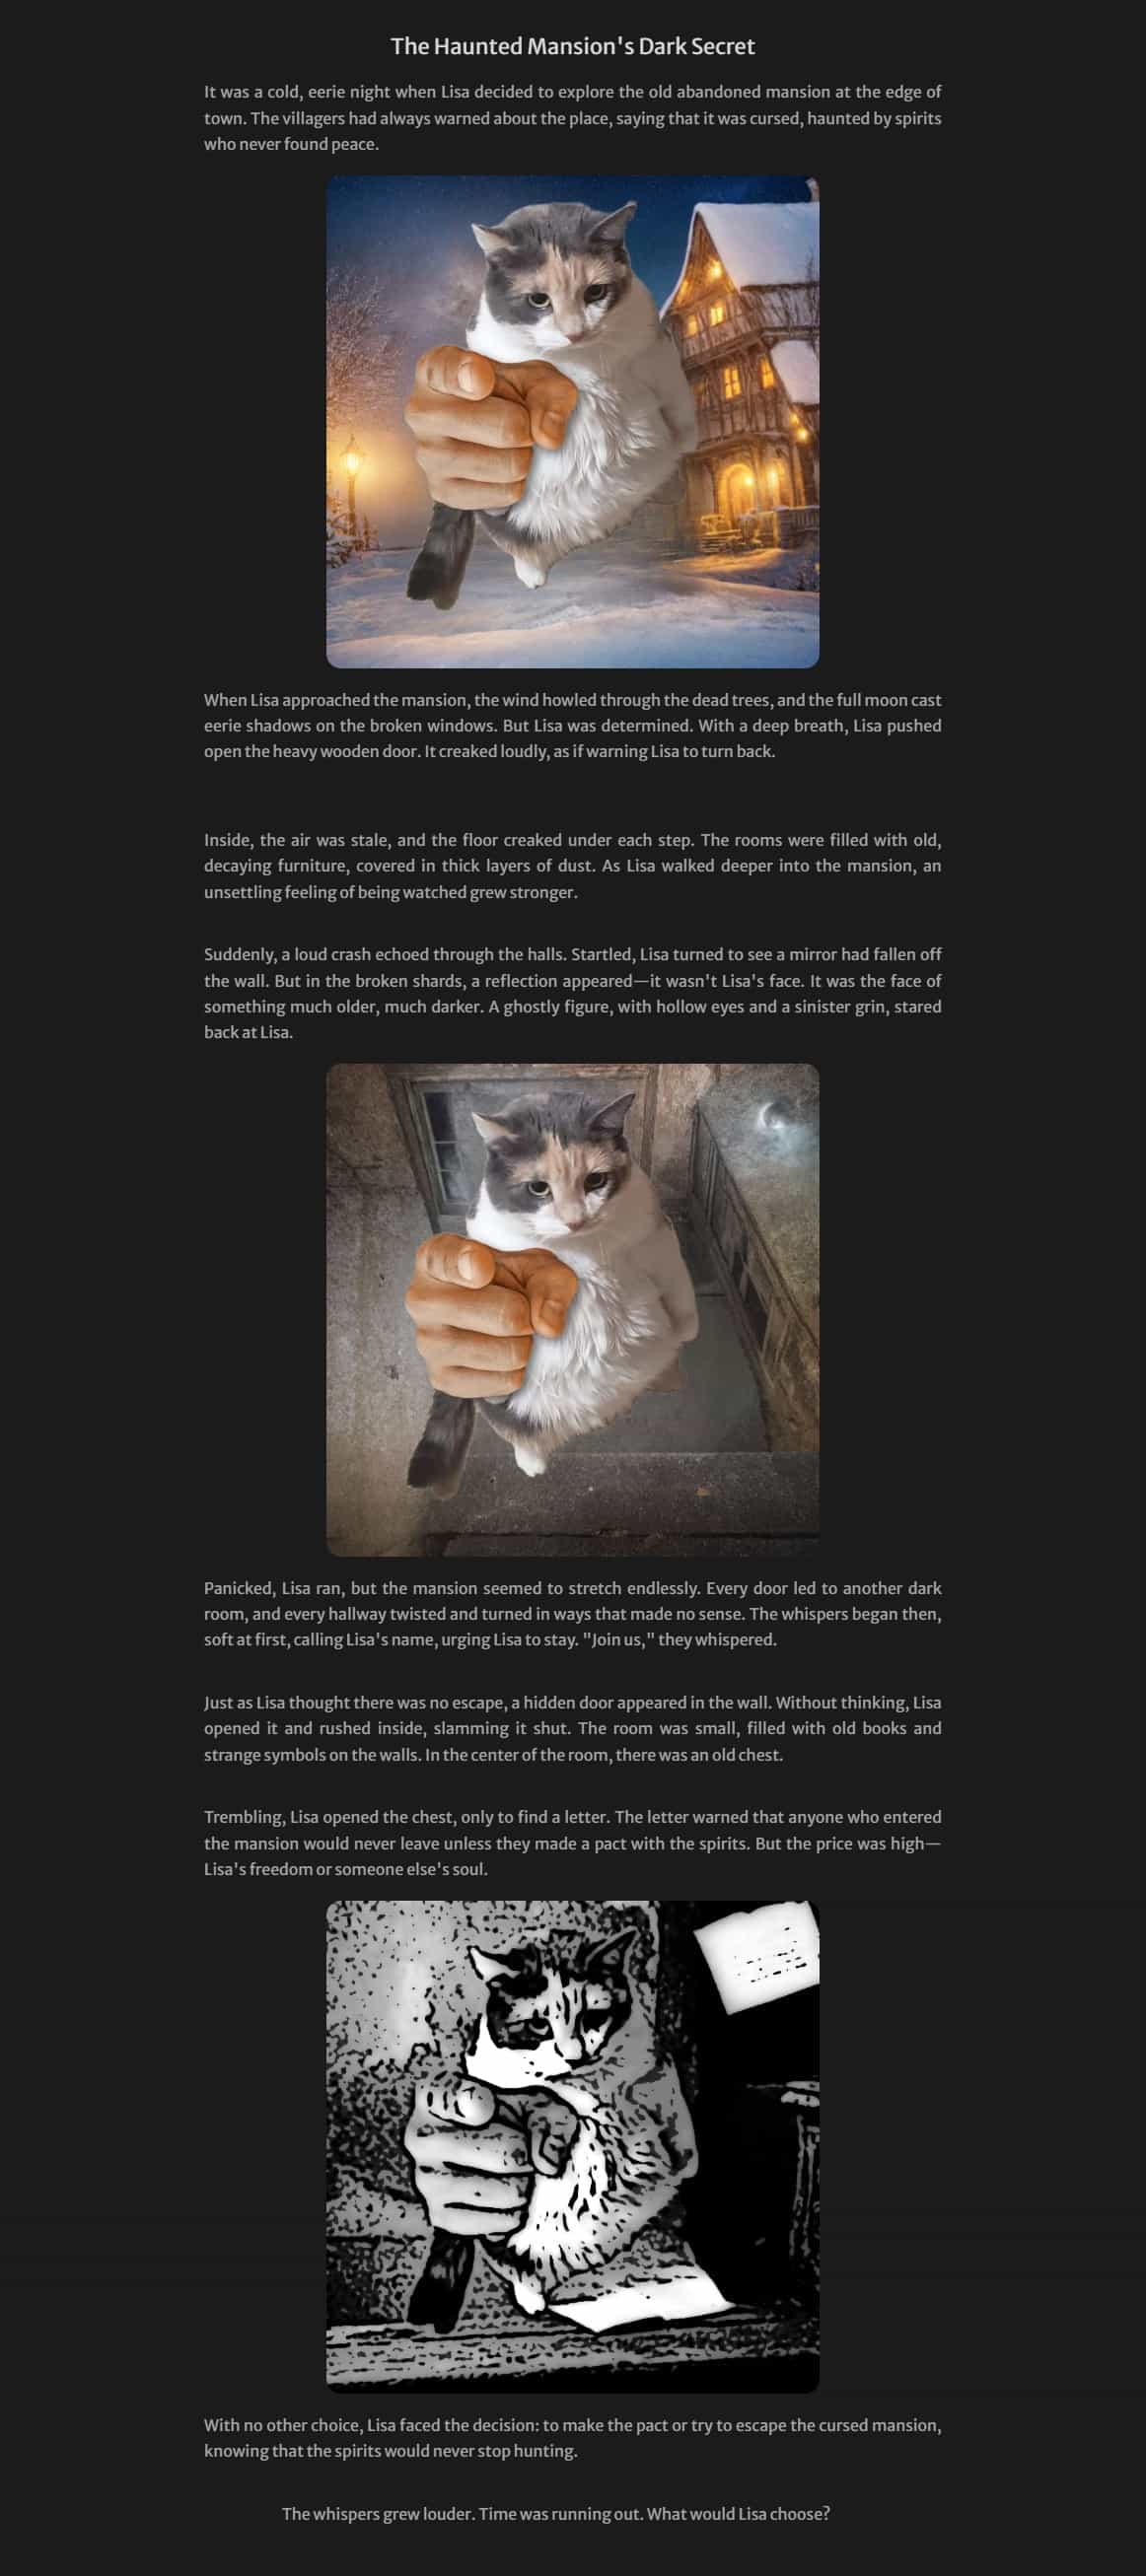 The Haunted Mansion's Dark Secret
It was a cold, eerie night when Lisa decided to explore the old abandoned mansion at the edge of
town. The villagers had always warned about the place, saying that it was cursed, haunted by spirits
who never found peace.
When Lisa approached the mansion, the wind howled through the dead trees, and the full moon cast
eerie shadows on the broken windows. But Lisa was determined. With a deep breath, Lisa pushed
open the heavy wooden door. It creaked loudly, as if warning Lisa to turn back.
Inside, the air was stale, and the floor creaked under each step. The rooms were filled with old,
decaying furniture, covered in thick layers of dust. As Lisa walked deeper into the mansion, an
unsettling feeling of being watched grew stronger.
Suddenly, a loud crash echoed through the halls. Startled, Lisa turned to see a mirror had fallen off
the wall. But in the broken shards, a reflection appeared—it wasn't Lisa's face. It was the face of
something much older, much darker. A ghostly figure, with hollow eyes and a sinister grin, stared
back at Lisa.
Panicked, Lisa ran, but the mansion seemed to stretch endlessly. Every door led to another dark
room, and every hallway twisted and turned in ways that made no sense. The whispers began then,
soft at first, calling Lisa's name, urging Lisa to stay. "Join us," they whispered.
Just as Lisa thought there was no escape, a hidden door appeared in the wall. Without thinking, Lisa
opened it and rushed inside, slamming it shut. The room was small, filled with old books and
strange symbols on the walls. In the center of the room, there was an old chest.
Trembling, Lisa opened the chest, only to find a letter. The letter warned that anyone who entered
the mansion would never leave unless they made a pact with the spirits. But the price was high—
Lisa's freedom or someone else's soul.
With no other choice, Lisa faced the decision: to make the pact or try to escape the cursed mansion,
knowing that the spirits would never stop hunting.
The whispers grew louder. Time was running out. What would Lisa choose?